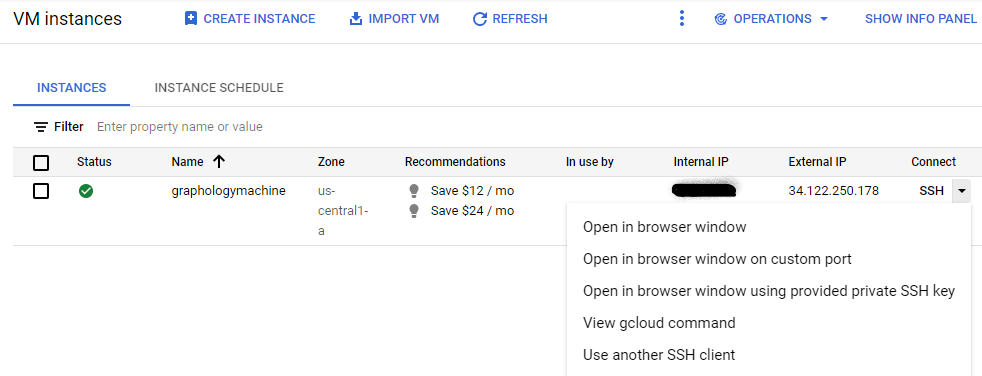 VM instances CREATE INSTANCE IMPORT VM REFRESH OPERATIONS SHOW INFO PANEL
INSTANCES INSTANCE SCHEDULE
Filter Enter property name or value
Status Name Zone Recommendations In use by Internal IP External IP Connect
graphologymachine us- Save $12 / mo 34.122.250.178 SSH
central1- Save $24 / mo
a
Open in browser window
Open in browser window on custom port
Open in browser window using provided private SSH key
View gcloud command
Use another SSH client